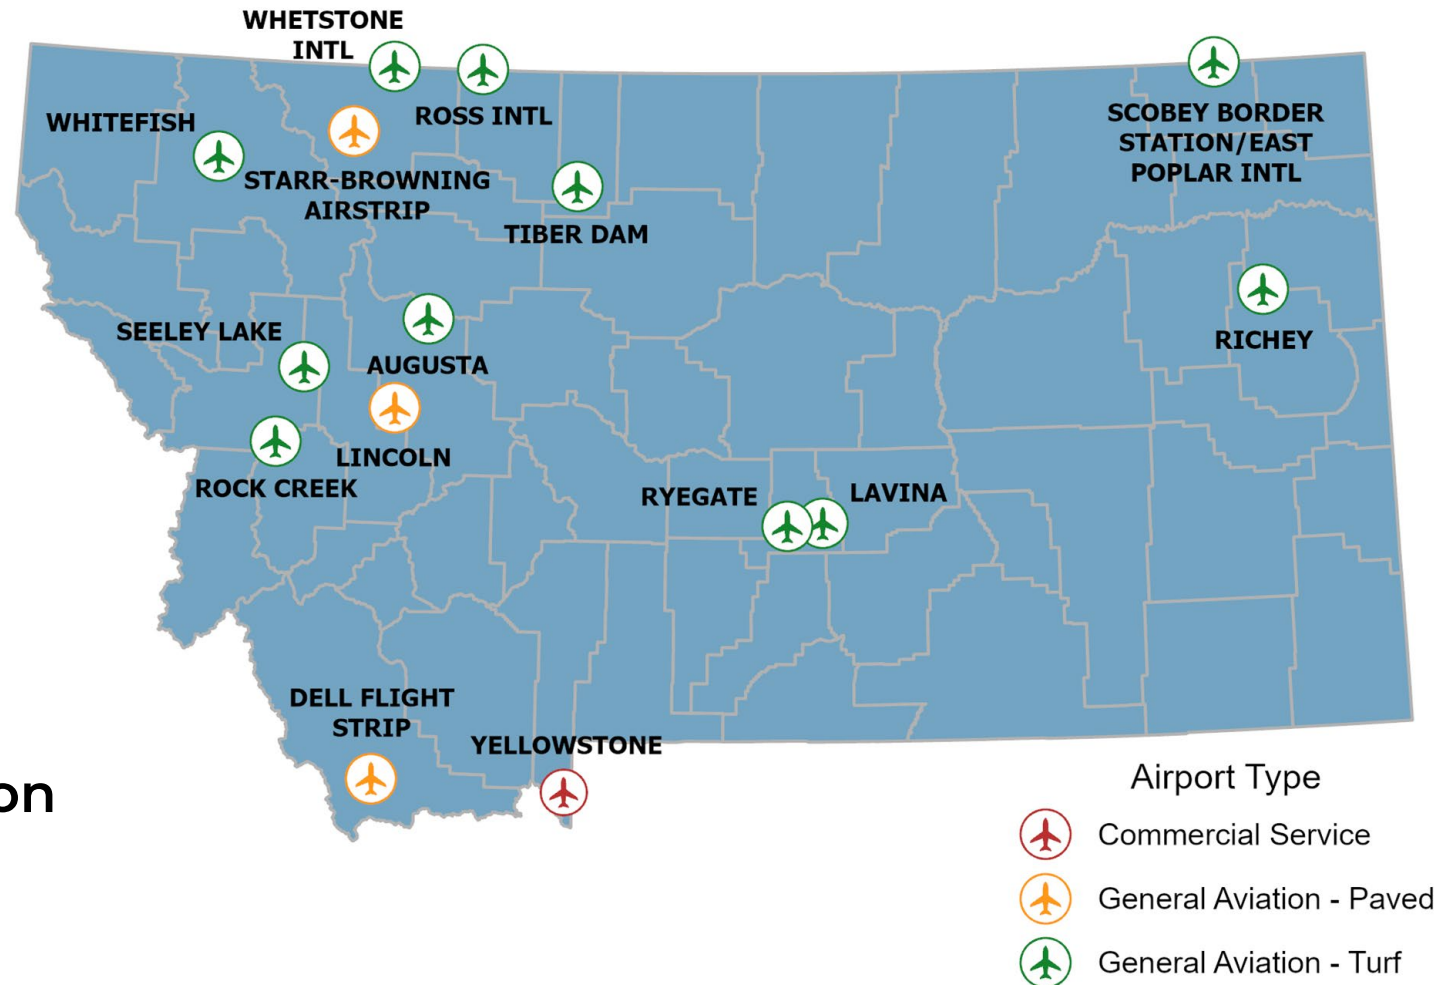 WHETSTONE
INTL
ROSS INTL
WHITEFISH
STARR-BROWNING
AIRSTRIP
TIBER DAM
SCOBEY BORDER
STATION/EAST
POPLAR INTL
RICHEY
SEELEY LAKE
AUGUSTA
LINCOLN
ROCK CREEK
RYEGATE
LAVINA
DELL FLIGHT
STRIP
YELLOWSTONE
on
Airport Type
Commercial Service
General Aviation - Paved
General Aviation - Turf